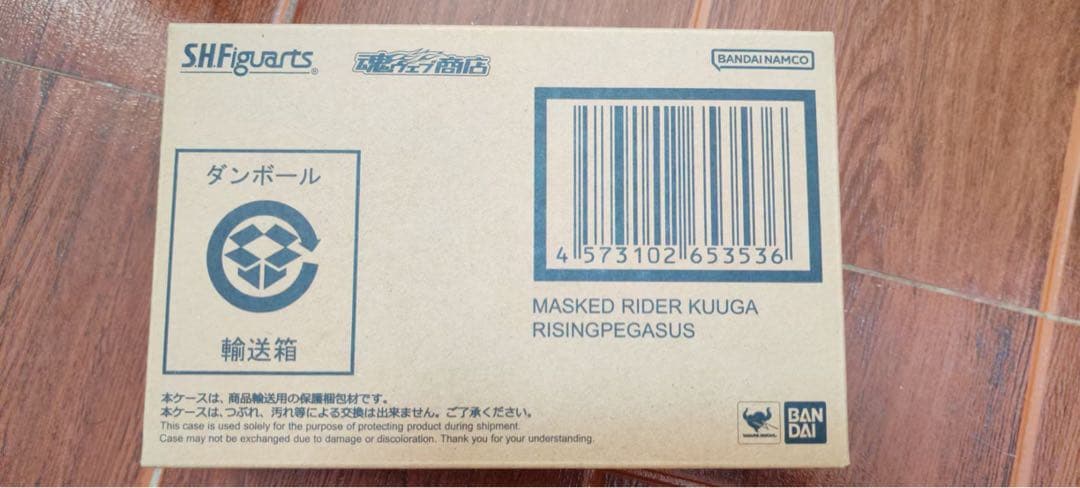 S.H.Figuarts®
魂ウェブ商店
BANDAI NAMCO
ダンボール
輸送箱
4 573102 653536
MASKED RIDER KUUGA
RISINGPEGASUS
本ケースは、商品輸送用の保護梱包材です。
本ケースは、つぶれ、汚れ等による交換は出来ません。ご了承ください。
This case is used solely for the purpose of protecting product during shipment.
Case may not be exchanged due to damage or discoloration. Thank you for your understanding.
BAN
DAI